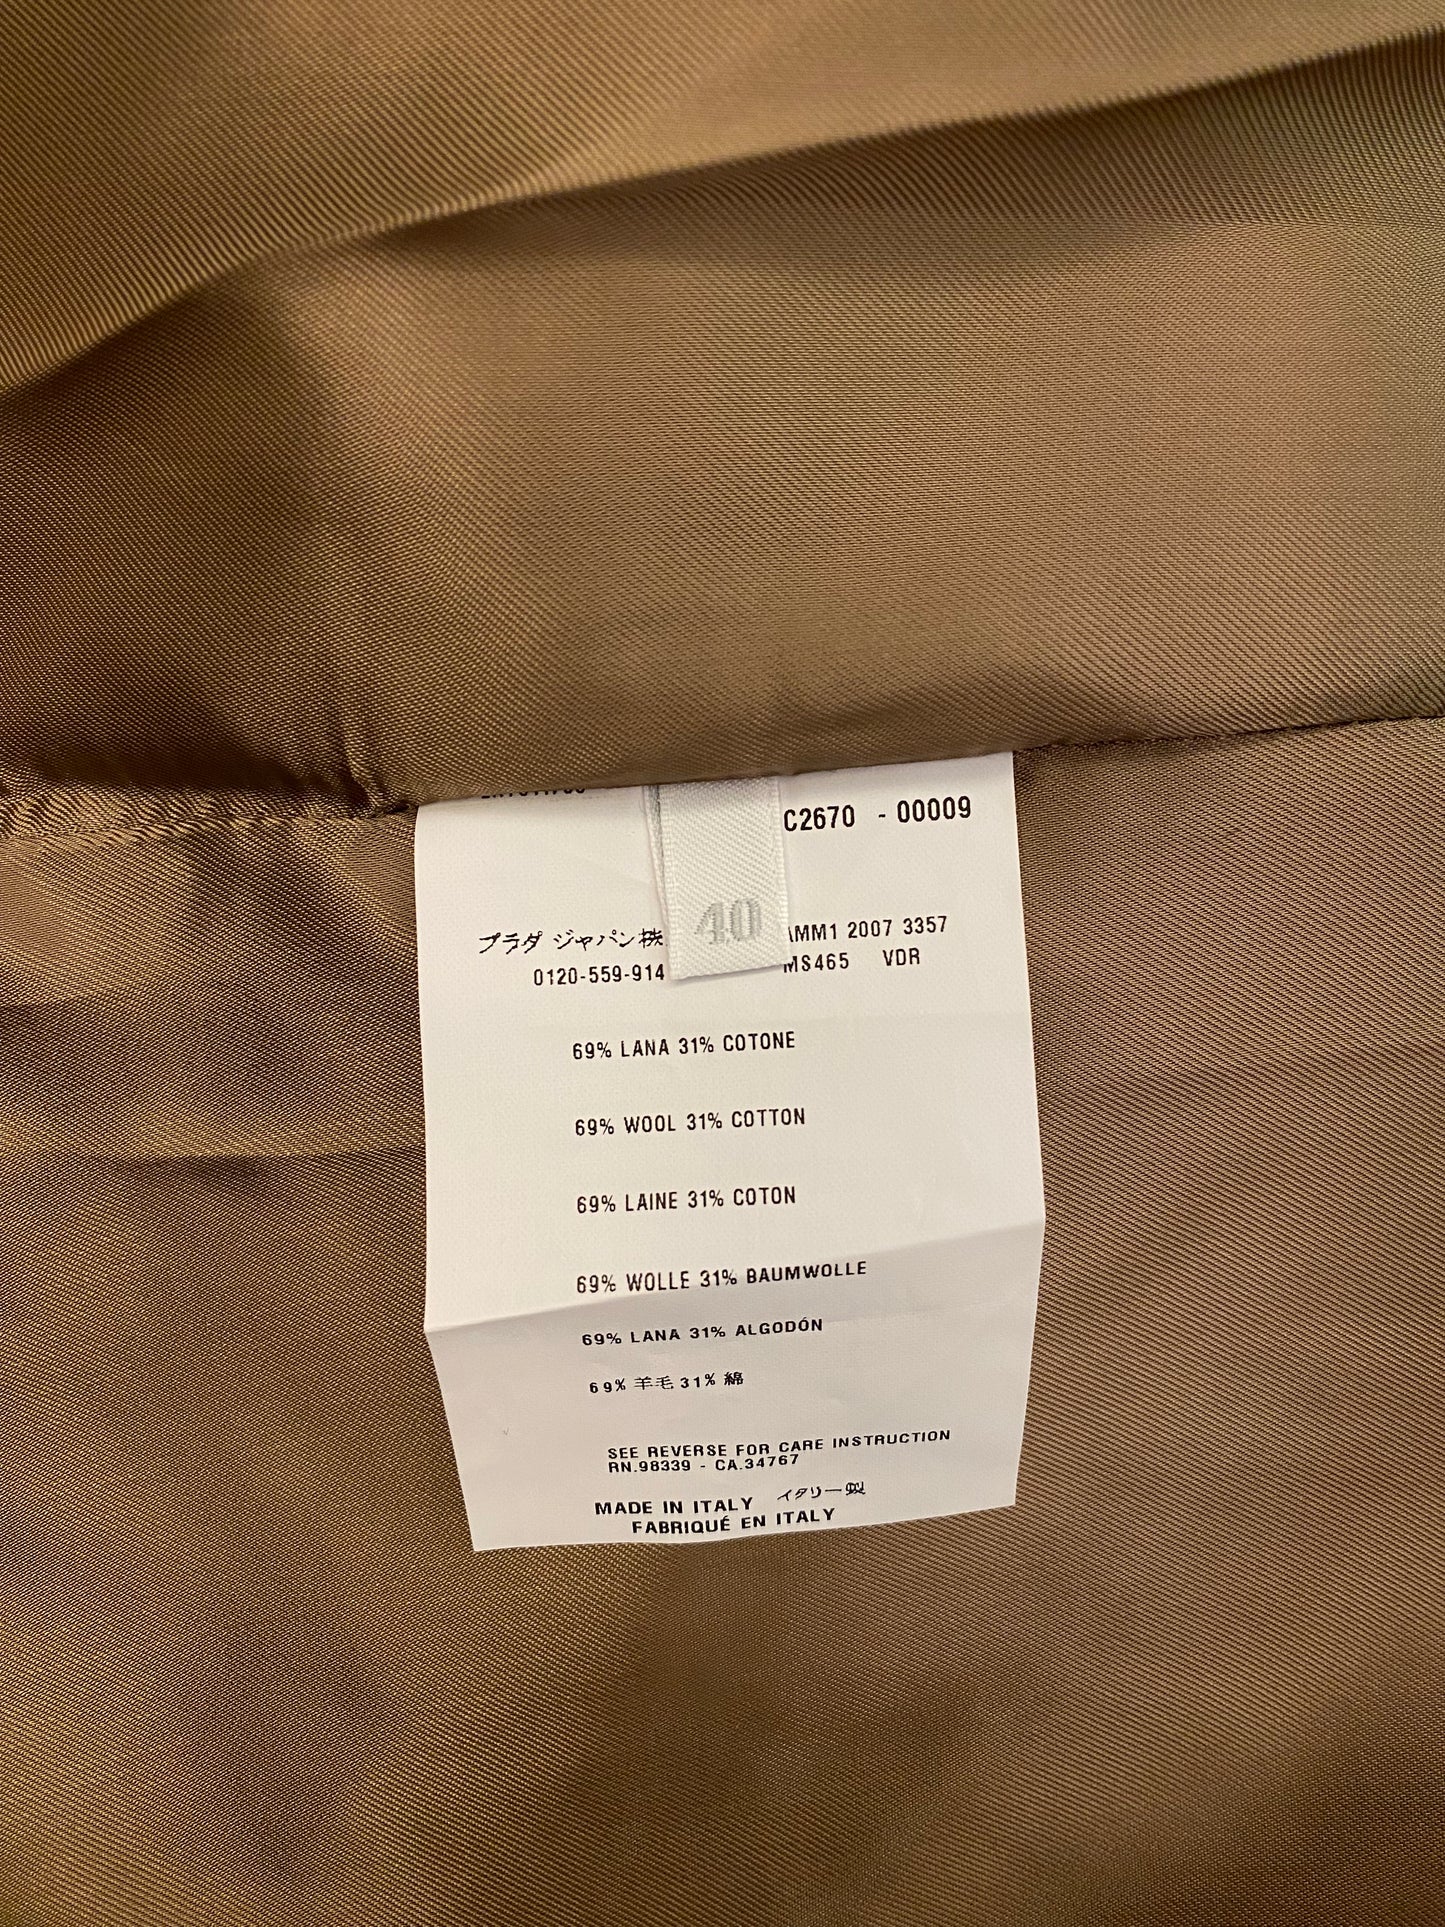 C2670 - 00009
40
プラダ ジャパン株
AMM1 2007 3357
0120-559-914
MS465 VDR
69% LANA 31% COTONE
69% WOOL 31% COTTON
69% LAINE 31% COTON
69% WOLLE 31% BAUMWOLLE
69% LANA 31% ALGODÓN
69% 羊毛 31% 綿
SEE REVERSE FOR CARE INSTRUCTION
RN.98339 - CA.34767
MADE IN ITALY イタリー製
FABRIQUÉ EN ITALY